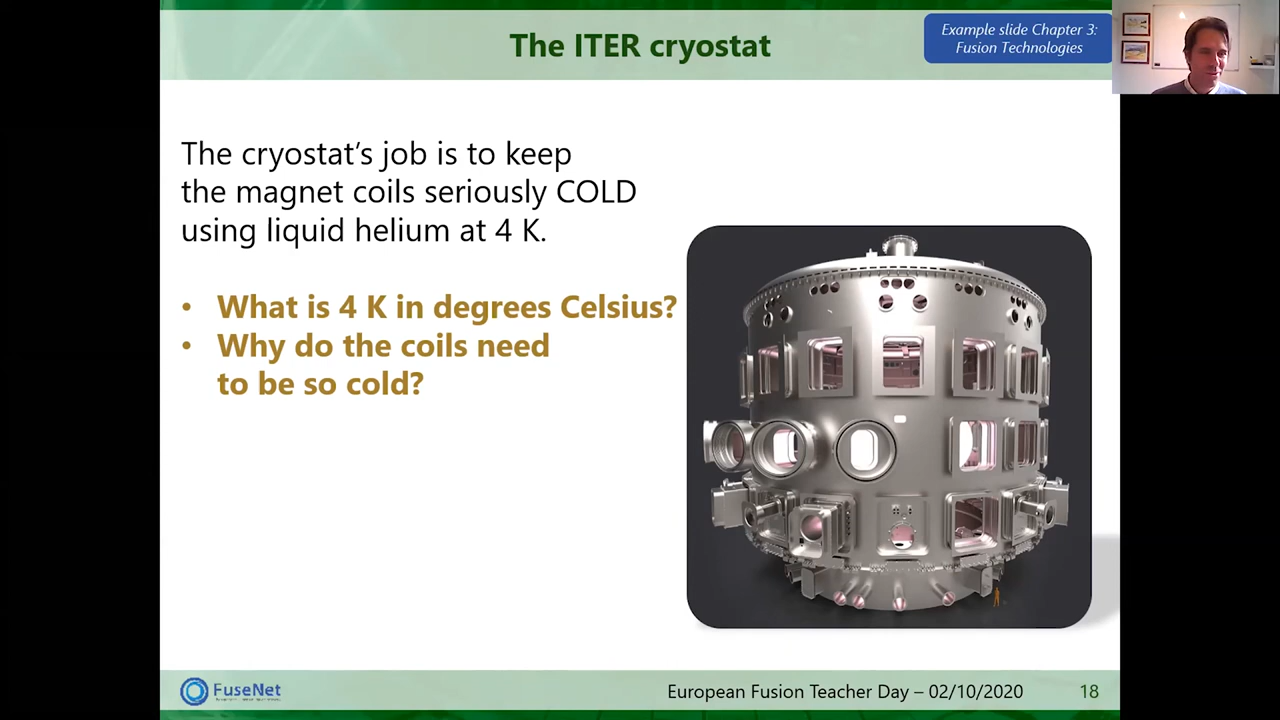 The ITER cryostat
Example slide Chapter 3:
Fusion Technologies
The cryostat's job is to keep
the magnet coils seriously COLD
using liquid helium at 4 K.
• What is 4 K in degrees Celsius?
• Why do the coils need
to be so cold?
FuseNet
European Fusion Teacher Day – 02/10/2020
18